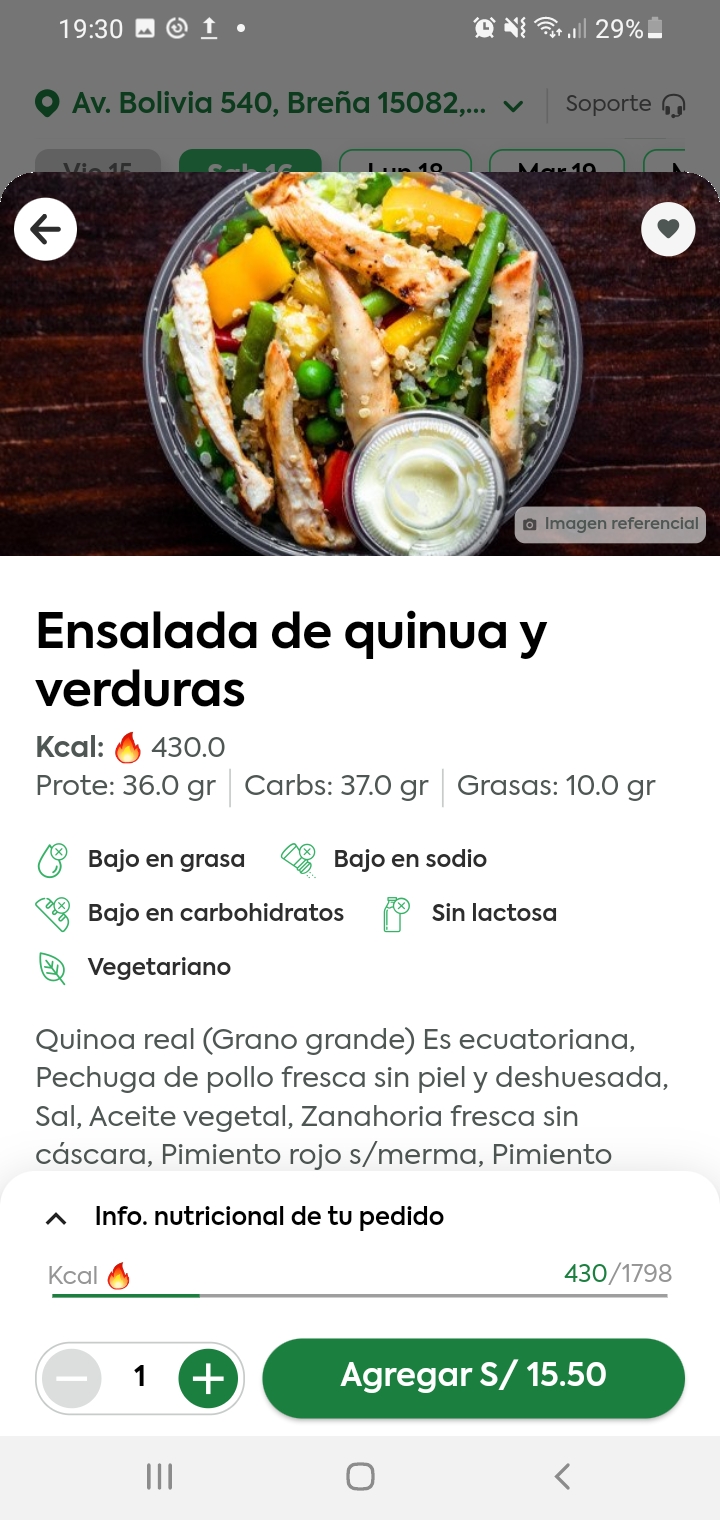 19:30
29%
Av. Bolivia 540, Breña 15082,...
Soporte
Vie 15
Sab 16
Lun 18
Mar 19
Imagen referencial
Ensalada de quinua y
verduras
Kcal: 🔥 430.0
Prote: 36.0 gr
Carbs: 37.0 gr
Grasas: 10.0 gr
Bajo en grasa
Bajo en sodio
Bajo en carbohidratos
Sin lactosa
Vegetariano
Quinoa real (Grano grande) Es ecuatoriana,
Pechuga de pollo fresca sin piel y deshuesada,
Sal, Aceite vegetal, Zanahoria fresca sin
cáscara, Pimiento rojo s/merma, Pimiento
Info. nutricional de tu pedido
Kcal 🔥
430/1798
1
Agregar S/ 15.50